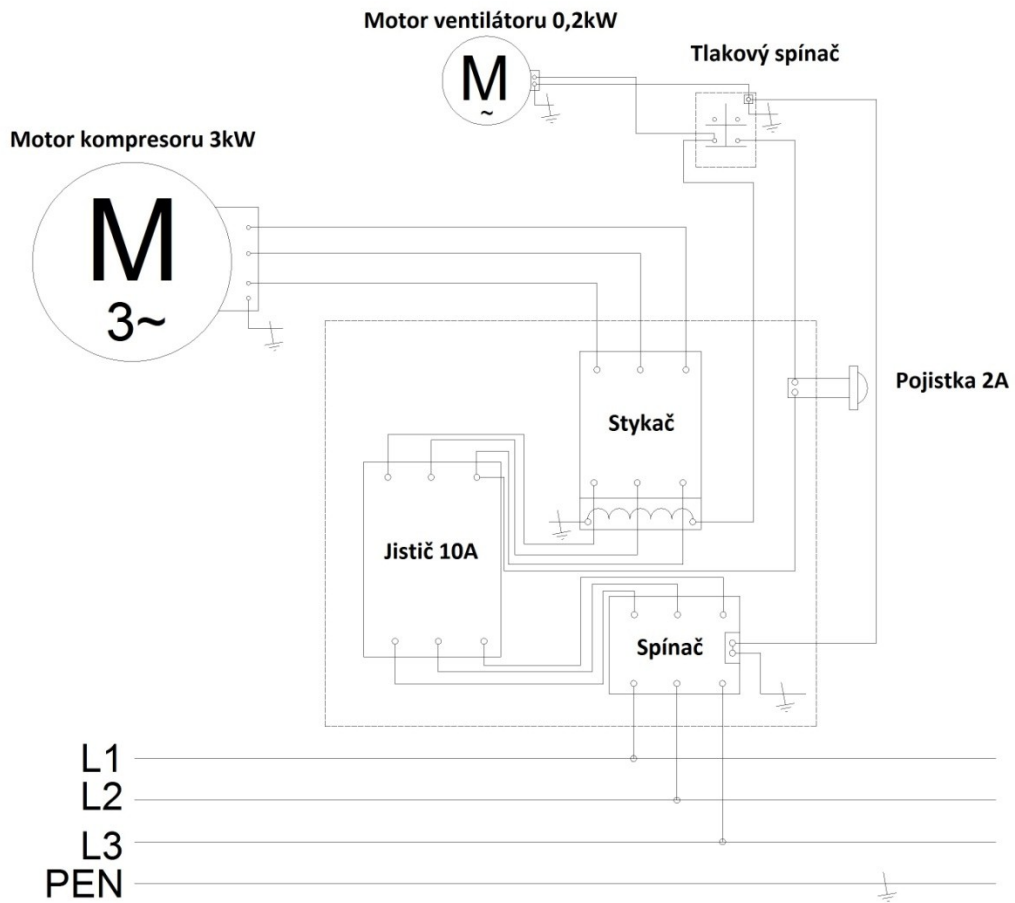 Motor ventilátoru 0,2kW
M
~
Tlakový spínač
Motor kompresoru 3kW
M
3~
Pojistka 2A
Stykač
Jistič 10A
Spínač
L1
L2
L3
PEN